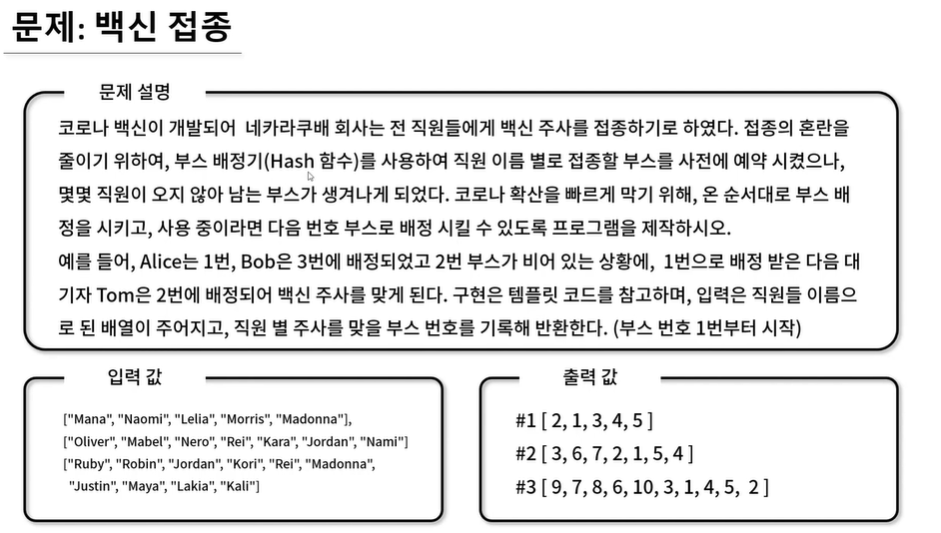 문제: 백신 접종
문제 설명
코로나 백신이 개발되어 네카라쿠배 회사는 전 직원들에게 백신 주사를 접종하기로 하였다. 접종의 혼란을
줄이기 위하여, 부스 배정기(Hash 함수)를 사용하여 직원 이름 별로 접종할 부스를 사전에 예약 시켰으나,
몇몇 직원이 오지 않아 남는 부스가 생겨나게 되었다. 코로나 확산을 빠르게 막기 위해, 온 순서대로 부스 배
정을 시키고, 사용 중이라면 다음 번호 부스로 배정 시킬 수 있도록 프로그램을 제작하시오.
예를 들어, Alice는 1번, Bob은 3번에 배정되었고 2번 부스가 비어 있는 상황에, 1번으로 배정 받은 다음 대
기자 Tom은 2번에 배정되어 백신 주사를 맞게 된다. 구현은 템플릿 코드를 참고하며, 입력은 직원들 이름으
로 된 배열이 주어지고, 직원 별 주사를 맞을 부스 번호를 기록해 반환한다. (부스 번호 1번부터 시작)
입력 값
["Mana", "Naomi", "Lelia", "Morris", "Madonna"],
["Oliver", "Mabel", "Nero", "Rei", "Kara", "Jordan", "Nami"]
["Ruby", "Robin", "Jordan", "Kori", "Rei", "Madonna",
"Justin", "Maya", "Lakia", "Kali"]
출력 값
#1 [ 2, 1, 3, 4, 5 ]
#2 [ 3, 6, 7, 2, 1, 5, 4 ]
#3 [ 9, 7, 8, 6, 10, 3, 1, 4, 5, 2 ]